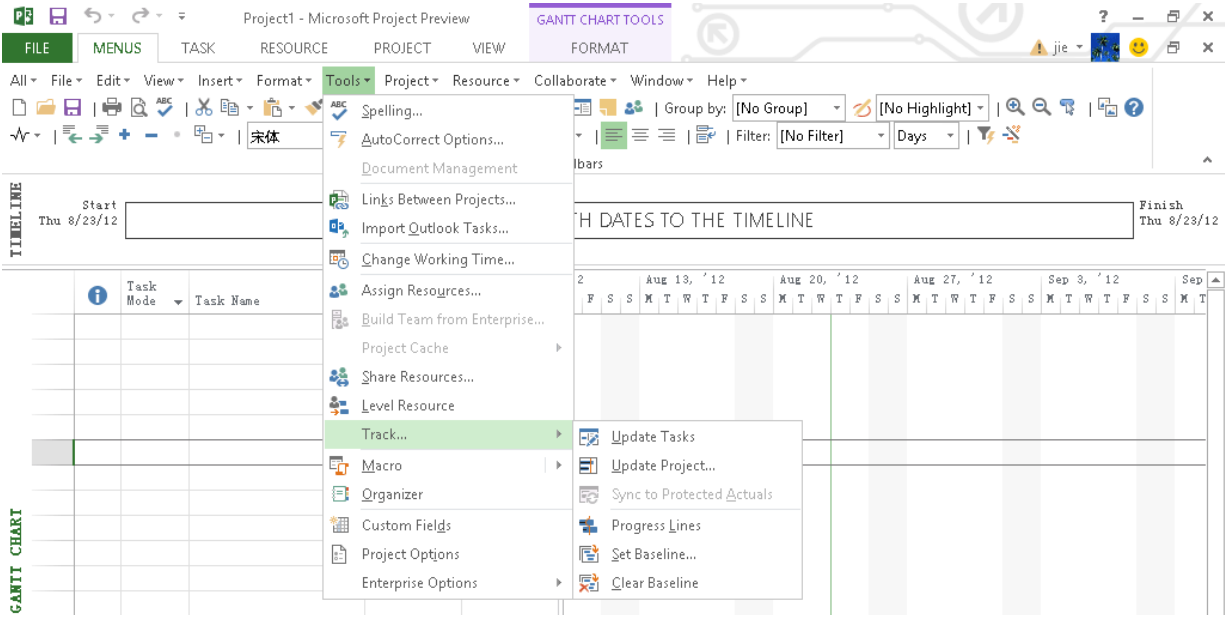 Project1 - Microsoft Project Preview
GANTT CHART TOOLS
?
FILE MENUS TASK RESOURCE PROJECT VIEW FORMAT jie
All File Edit View Insert Format Tools Project Resource Collaborate Window Help
Group by: [No Group] [No Highlight]
宋体 Filter: [No Filter] Days
lbars
Spelling...
AutoCorrect Options...
Document Management
Links Between Projects...
Import Outlook Tasks...
Change Working Time...
Assign Resources...
Build Team from Enterprise...
Project Cache
Share Resources...
Level Resource
Track...
Macro
Organizer
Custom Fields
Project Options
Enterprise Options
Update Tasks
Update Project...
Sync to Protected Actuals
Progress Lines
Set Baseline...
Clear Baseline
TIMELINE
Start
Thu 8/23/12
TH DATES TO THE TIMELINE
Finish
Thu 8/23/12
Task
Mode
Task Name
2 Aug 13, '12 Aug 20, '12 Aug 27, '12 Sep 3, '12 Sep
F S S M T W T F S S M T W T F S S M T W T F S S M T W T F S S M T
GANTT CHART